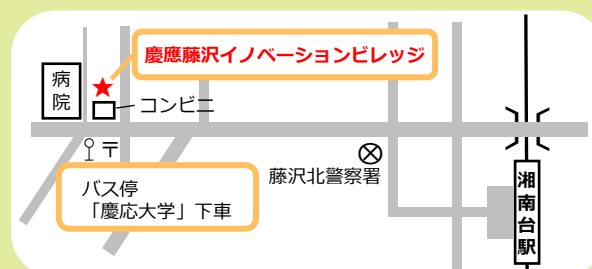 慶應藤沢イノベーションビレッジ
病院
コンビニ
〒
バス停
「慶応大学」下車
藤沢北警察署
湘南台駅